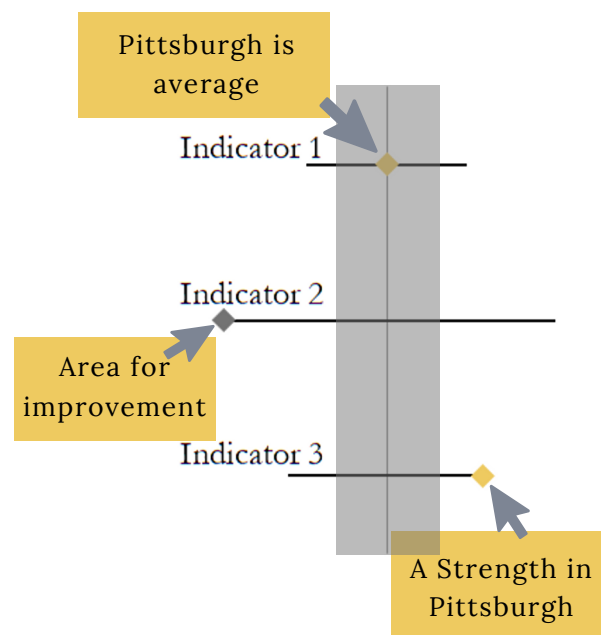 Pittsburgh is
average
Indicator 1
Indicator 2
Area for
improvement
Indicator 3
A Strength in
Pittsburgh